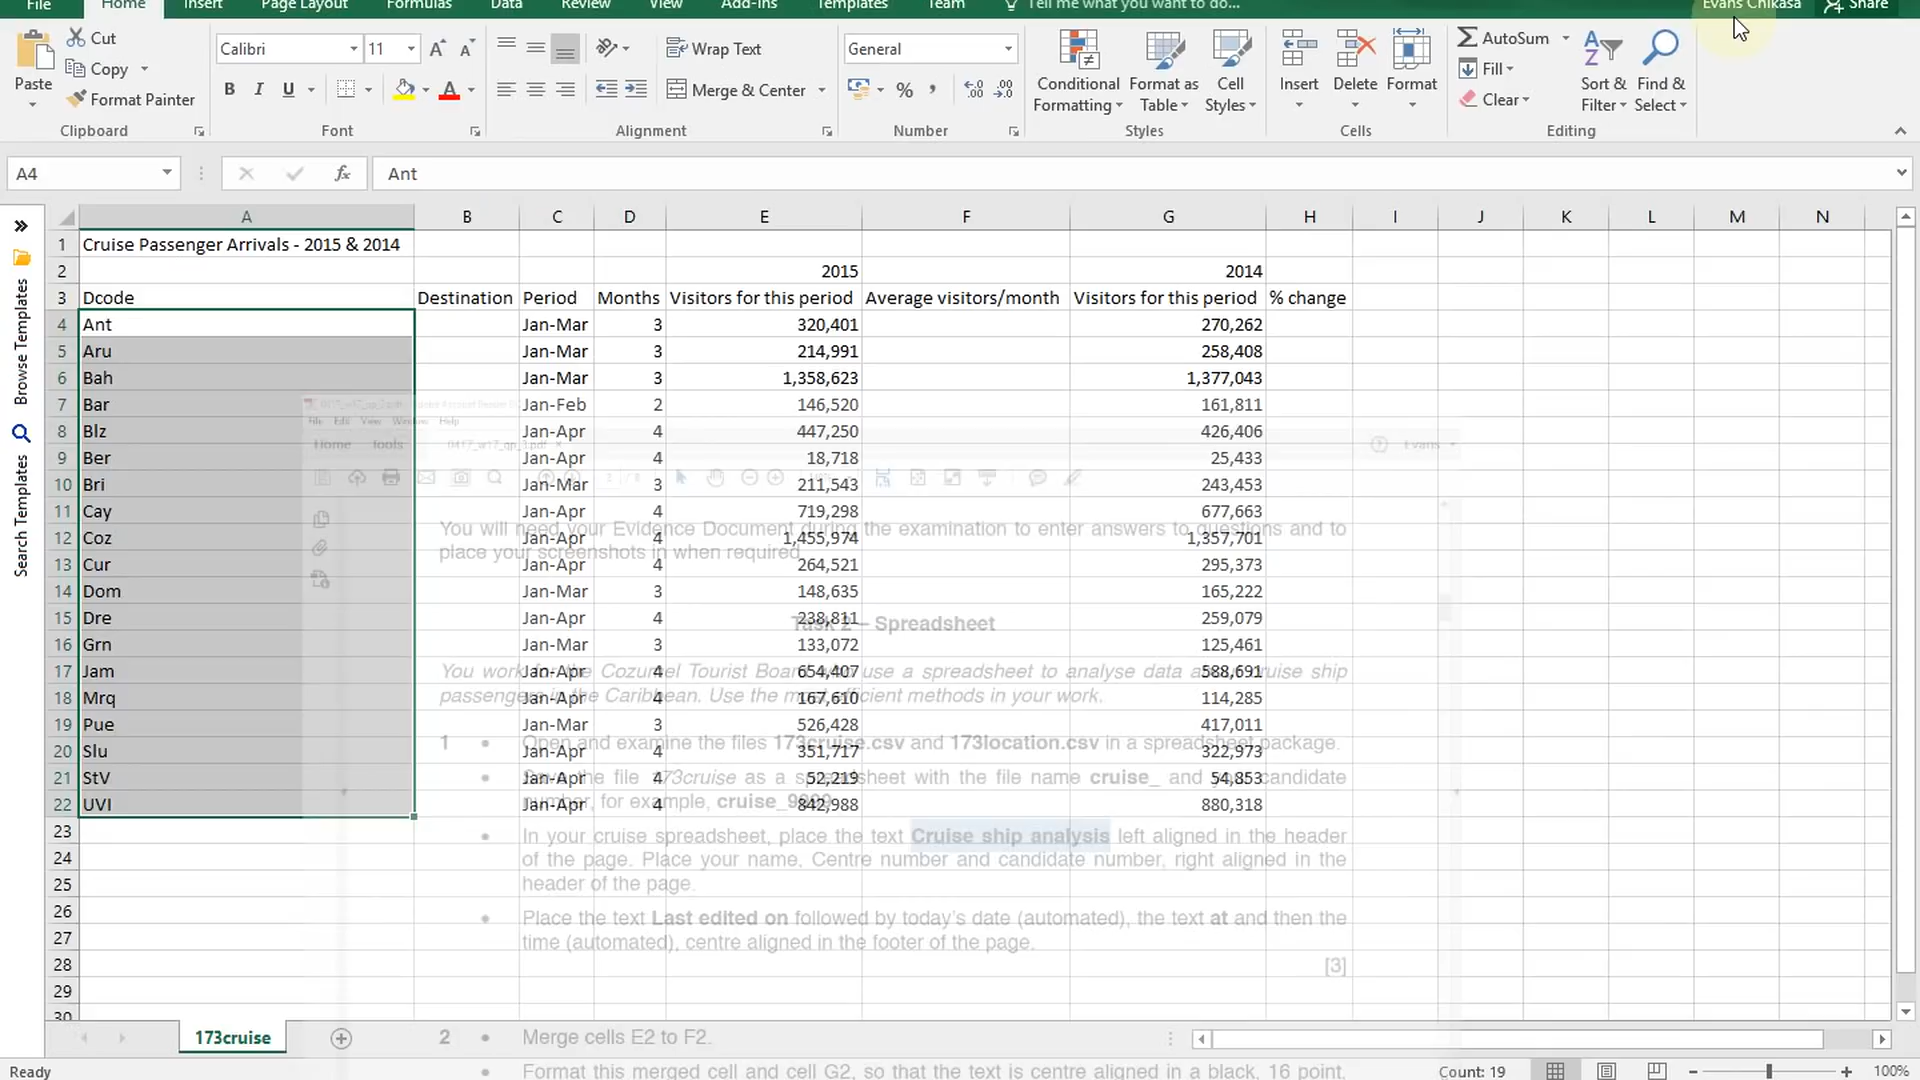 File Home Insert Page Layout Formulas Data Review View Add-ins Templates Team Tell me what you want to do... Evans Chikasa Share
Cut
Copy
Format Painter
Paste
Clipboard
Calibri 11
B I U
Font
Wrap Text
Merge & Center
Alignment
General
%
Number
Conditional Formatting
Format as Table
Cell Styles
Styles
Insert Delete Format
Cells
AutoSum
Fill
Clear
Sort & Filter
Find & Select
Editing
A4 fx Ant
A B C D E F G H I J K L M N
Browse Templates
Search Templates
1 Cruise Passenger Arrivals - 2015 & 2014
2 2015 2014
3 Dcode Destination Period Months Visitors for this period Average visitors/month Visitors for this period % change
4 Ant Jan-Mar 3 320,401 270,262
5 Aru Jan-Mar 3 214,991 258,408
6 Bah Jan-Mar 3 1,358,623 1,377,043
7 Bar Jan-Feb 2 146,520 161,811
8 Blz Jan-Apr 4 447,250 426,406
9 Ber Jan-Apr 4 18,718 25,433
10 Bri Jan-Mar 3 211,543 243,453
11 Cay Jan-Apr 4 719,298 677,663
12 Coz Jan-Apr 4 1,455,974 1,357,701
13 Cur Jan-Apr 4 264,521 295,373
14 Dom Jan-Mar 3 148,635 165,222
15 Dre Jan-Apr 4 238,811 259,079
16 Grn Jan-Mar 3 133,072 125,461
17 Jam Jan-Apr 4 654,407 588,691
18 Mrq Jan-Apr 4 167,610 114,285
19 Pue Jan-Mar 3 526,428 417,011
20 Slu Jan-Apr 4 351,717 322,973
21 StV Jan-Apr 4 52,219 54,853
22 UVI Jan-Apr 4 842,988 880,318
23
24
25
26
27
28
29
30
File Edit View Window Help
Home Tools 0417_w17_qp_3.pdf Evans
You will need your Evidence Document during the examination to enter answers to questions and to
place your screenshots in when required
Task 2 – Spreadsheet
You work for the Cozumel Tourist Board use a spreadsheet to analyse data cruise ship
passengers in the Caribbean. Use the most efficient methods in your work.
1 • Open and examine the files 173cruise.csv and 173location.csv in a spreadsheet package.
• Save the file 173cruise as a spreadsheet with the file name cruise_ and your candidate
number, for example, cruise_9999
• In your cruise spreadsheet, place the text Cruise ship analysis left aligned in the header
of the page. Place your name, Centre number and candidate number, right aligned in the
header of the page.
• Place the text Last edited on followed by today's date (automated), the text at and then the
time (automated), centre aligned in the footer of the page.
[3]
2 • Merge cells E2 to F2.
• Format this merged cell and cell G2, so that the text is centre aligned in a black, 16 point,
173cruise
Ready Count: 19 100%